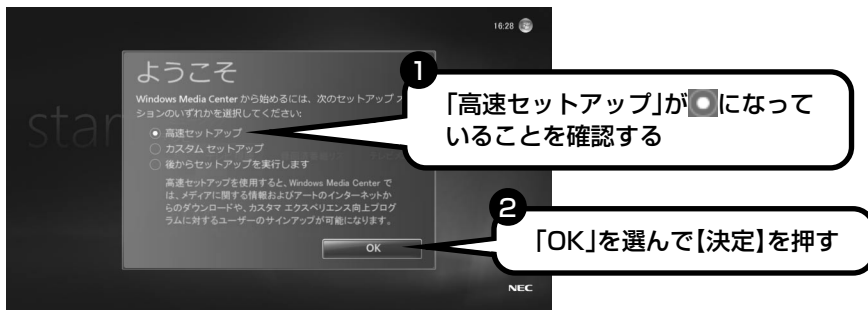 16:28
ようこそ
Windows Media Center から始めるには、次のセットアップ オ
ションのいずれかを選択してください:
高速セットアップ
カスタム セットアップ
後からセットアップを実行します
高速セットアップを使用すると、Windows Media Center で
は、メディアに関する情報およびアートのインターネットか
らのダウンロードや、カスタマ エクスペリエンス向上プログ
ラムに対するユーザーのサインアップが可能になります。
OK
NEC
star
1
「高速セットアップ」が になって
いることを確認する
2
「OK」を選んで【決定】を押す